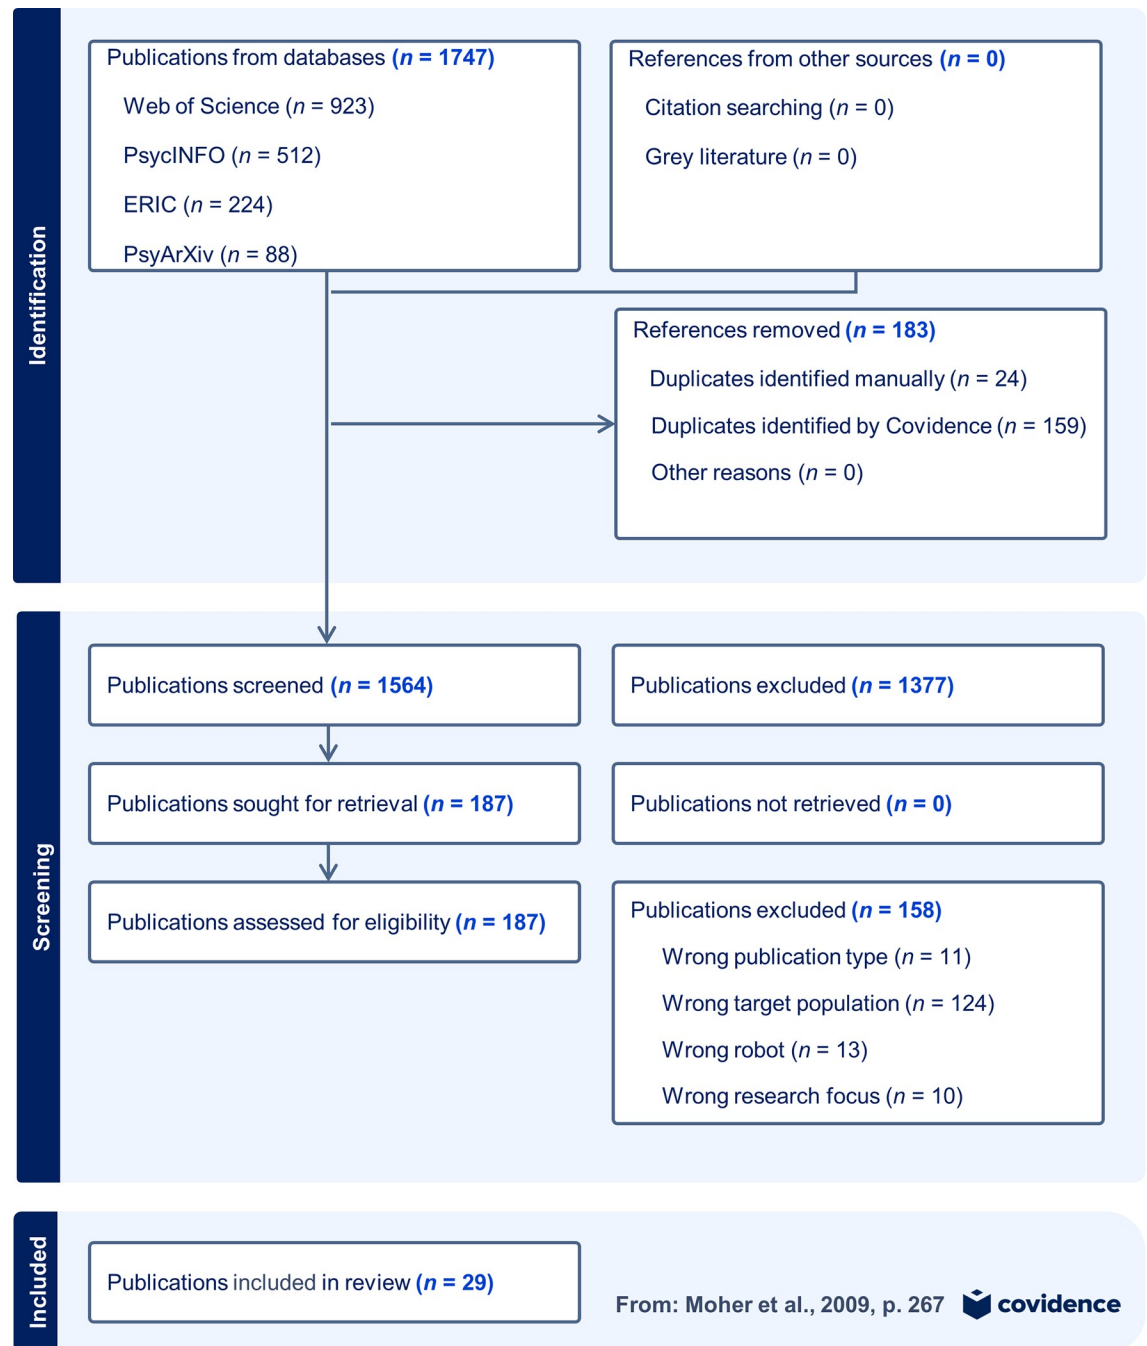 Identification
Publications from databases (n = 1747)
Web of Science (n = 923)
PsycINFO (n = 512)
ERIC (n = 224)
PsyArXiv (n = 88)
References from other sources (n = 0)
Citation searching (n = 0)
Grey literature (n = 0)
References removed (n = 183)
Duplicates identified manually (n = 24)
Duplicates identified by Covidence (n = 159)
Other reasons (n = 0)
Screening
Publications screened (n = 1564)
Publications excluded (n = 1377)
Publications sought for retrieval (n = 187)
Publications not retrieved (n = 0)
Publications assessed for eligibility (n = 187)
Publications excluded (n = 158)
Wrong publication type (n = 11)
Wrong target population (n = 124)
Wrong robot (n = 13)
Wrong research focus (n = 10)
Included
Publications included in review (n = 29)
From: Moher et al., 2009, p. 267
covidence